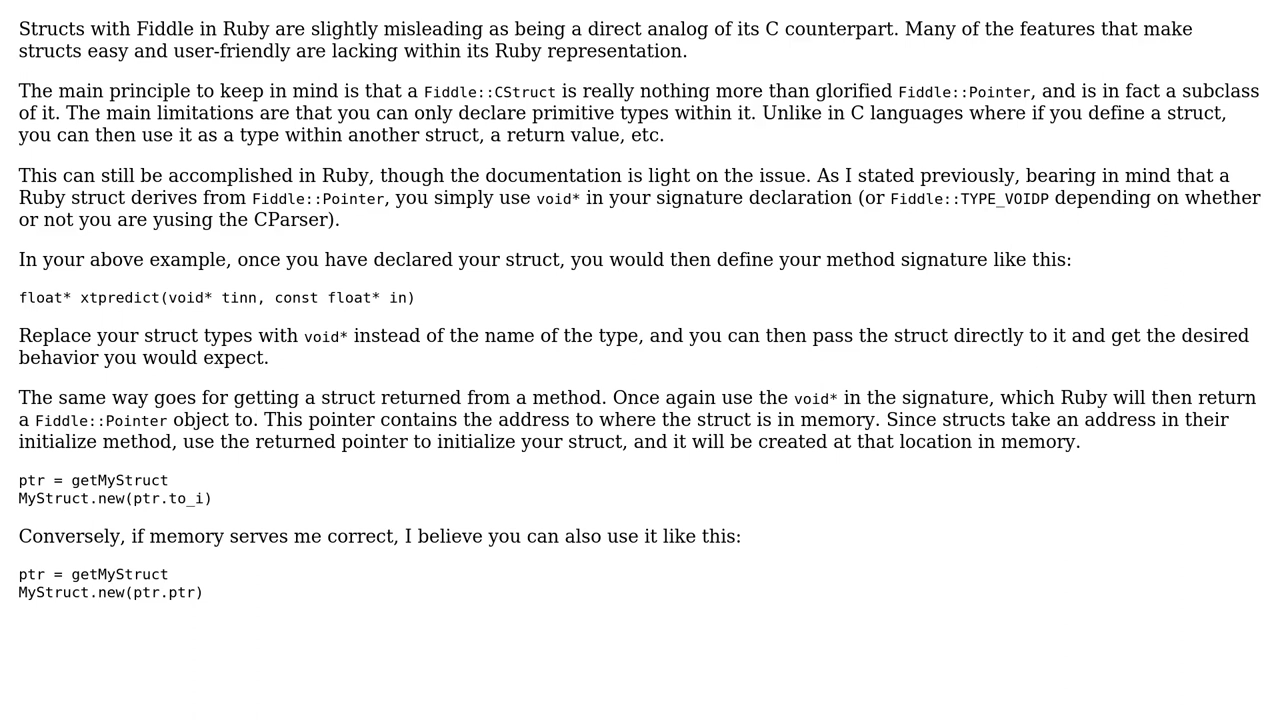 Structs with Fiddle in Ruby are slightly misleading as being a direct analog of its C counterpart. Many of the features that make
structs easy and user-friendly are lacking within its Ruby representation.
The main principle to keep in mind is that a Fiddle::CStruct is really nothing more than glorified Fiddle::Pointer, and is in fact a subclass
of it. The main limitations are that you can only declare primitive types within it. Unlike in C languages where if you define a struct,
you can then use it as a type within another struct, a return value, etc.
This can still be accomplished in Ruby, though the documentation is light on the issue. As I stated previously, bearing in mind that a
Ruby struct derives from Fiddle::Pointer, you simply use void* in your signature declaration (or Fiddle::TYPE_VOIDP depending on whether
or not you are yusing the CParser).
In your above example, once you have declared your struct, you would then define your method signature like this:
float* xtpredict(void* tinn, const float* in)
Replace your struct types with void* instead of the name of the type, and you can then pass the struct directly to it and get the desired
behavior you would expect.
The same way goes for getting a struct returned from a method. Once again use the void* in the signature, which Ruby will then return
a Fiddle::Pointer object to. This pointer contains the address to where the struct is in memory. Since structs take an address in their
initialize method, use the returned pointer to initialize your struct, and it will be created at that location in memory.
ptr = getMyStruct
MyStruct.new(ptr.to_i)
Conversely, if memory serves me correct, I believe you can also use it like this:
ptr = getMyStruct
MyStruct.new(ptr.ptr)